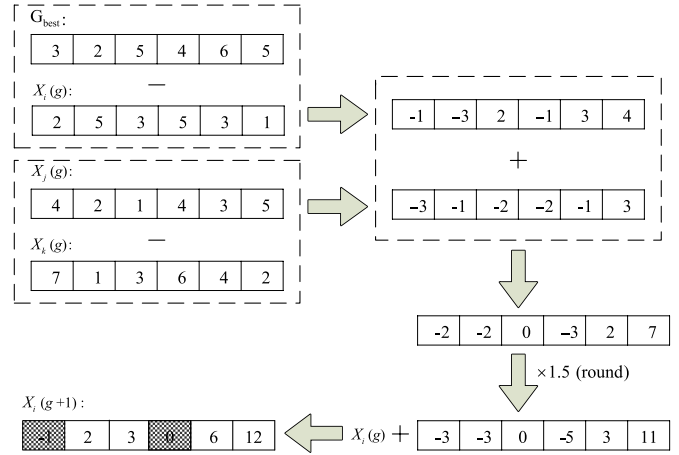 G_best:
3 2 5 4 6 5
−
X_i (g):
2 5 3 5 3 1
X_j (g):
4 2 1 4 3 5
−
X_k (g):
7 1 3 6 4 2
-1 −3 2 −1 3 4
+
−3 -1 −2 −2 −1 3
-2 -2 0 −3 2 7
×1.5 (round)
X_i (g+1) :
-1 2 3 0 6 12
X_i (g) + -3 -3 0 -5 3 11